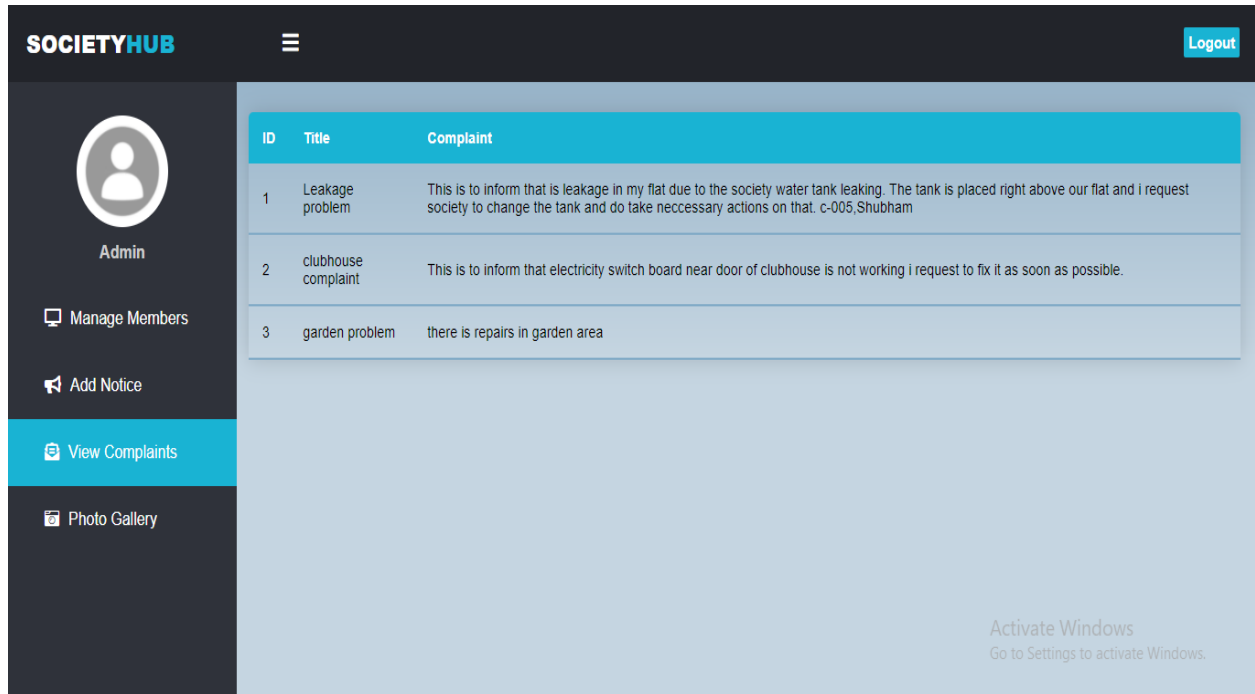 SOCIETYHUB
Logout
Admin
Manage Members
Add Notice
View Complaints
Photo Gallery
ID Title Complaint
1 Leakage problem This is to inform that is leakage in my flat due to the society water tank leaking. The tank is placed right above our flat and i request
society to change the tank and do take neccessary actions on that. c-005,Shubham
2 clubhouse complaint This is to inform that electricity switch board near door of clubhouse is not working i request to fix it as soon as possible.
3 garden problem there is repairs in garden area
Activate Windows
Go to Settings to activate Windows.